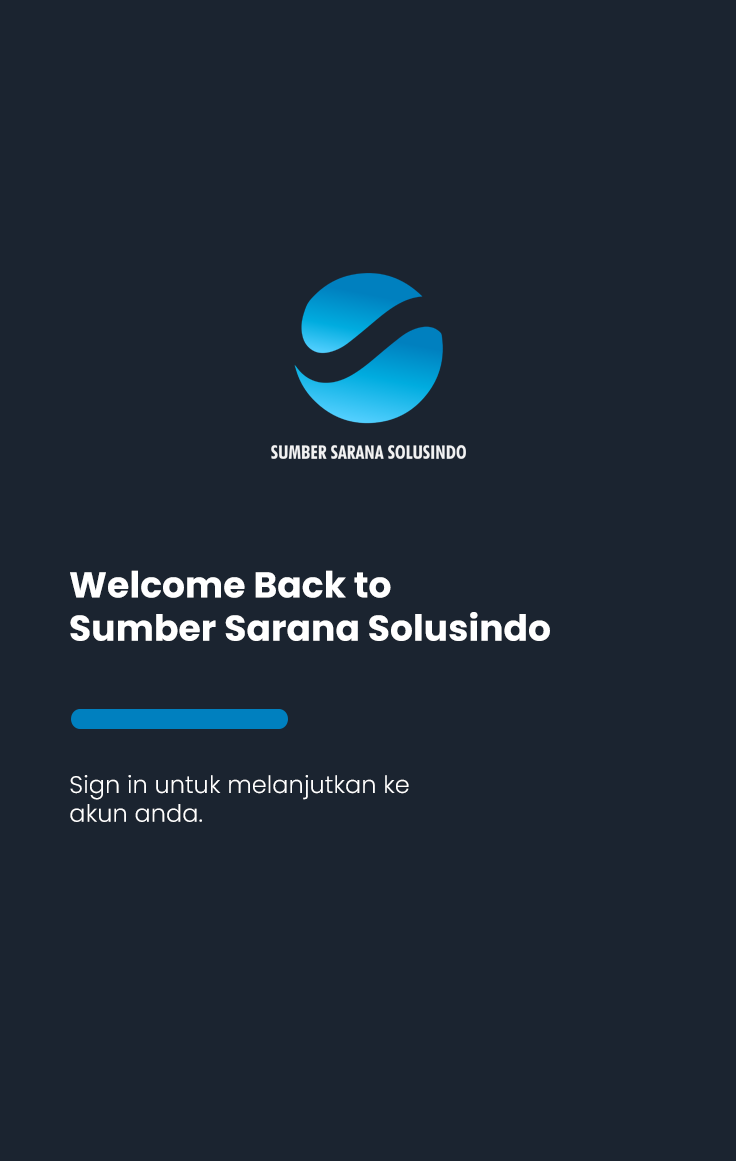 SUMBER SARANA SOLUSINDO
Welcome Back to
Sumber Sarana Solusindo
Sign in untuk melanjutkan ke
akun anda.